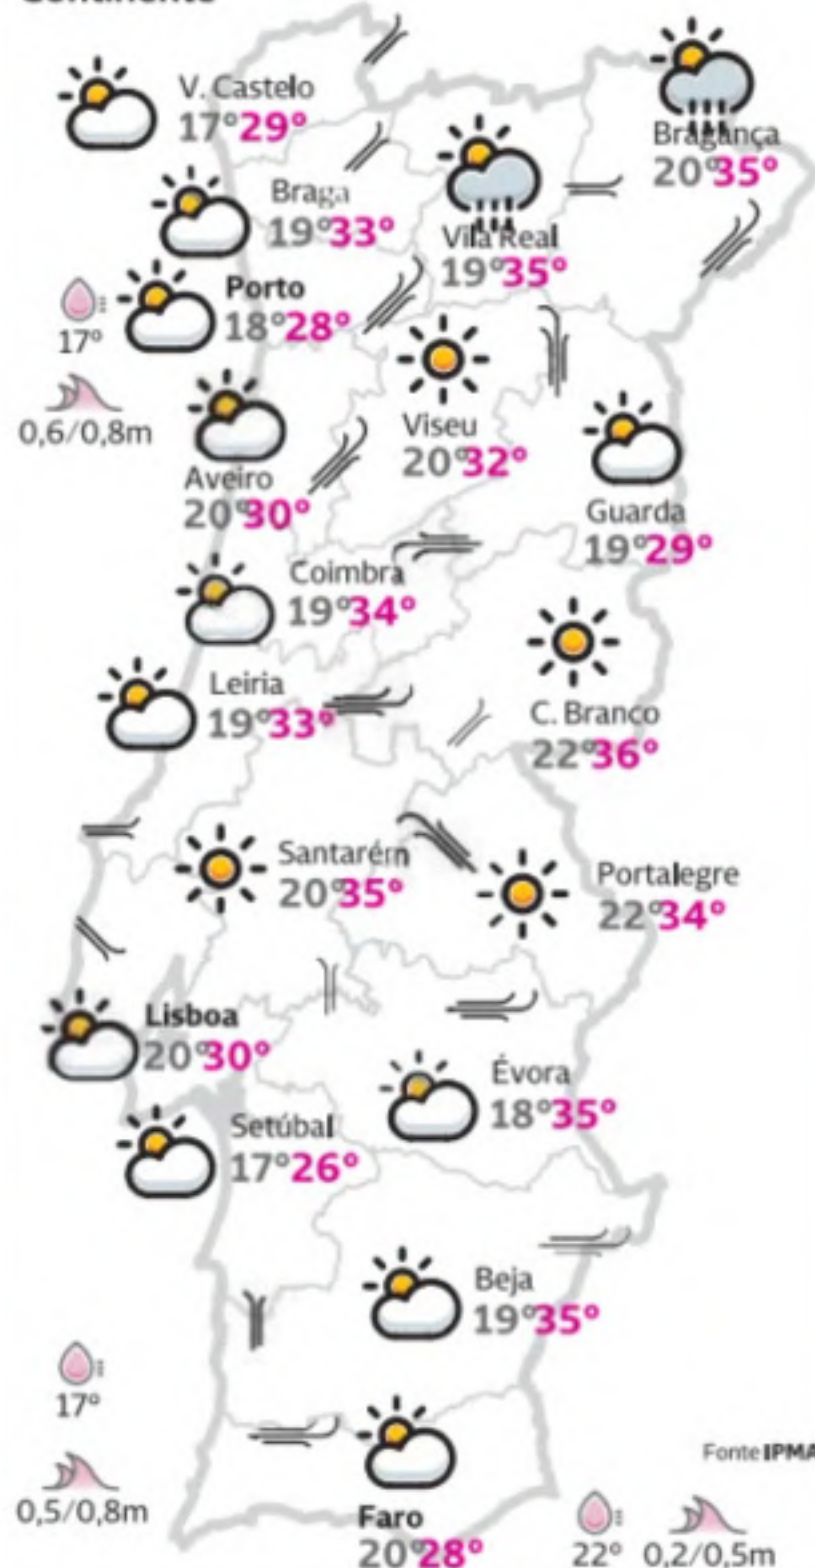 Continente
V. Castelo
17° 29°
Bragança
20° 35°
Braga
19° 33°
Vila Real
19° 35°
Porto
18° 28°
17°
0,6/0,8m
Viseu
20° 32°
Aveiro
20° 30°
Guarda
19° 29°
Coimbra
19° 34°
Leiria
19° 33°
C. Branco
22° 36°
Santarém
20° 35°
Portalegre
22° 34°
Lisboa
20° 30°
Évora
18° 35°
Setúbal
17° 26°
Beja
19° 35°
17°
0,5/0,8m
Fonte IPMA
Faro
20° 28°
22° 0,2/0,5m